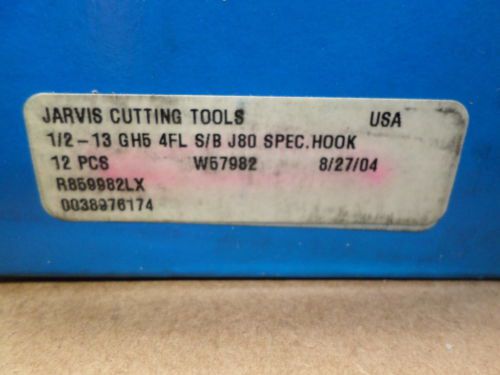 JARVIS CUTTING TOOLS USA
1/2-13 GH5 4FL S/B J80 SPEC.HOOK
12 PCS W57982 8/27/04
R859982LX
0038976174